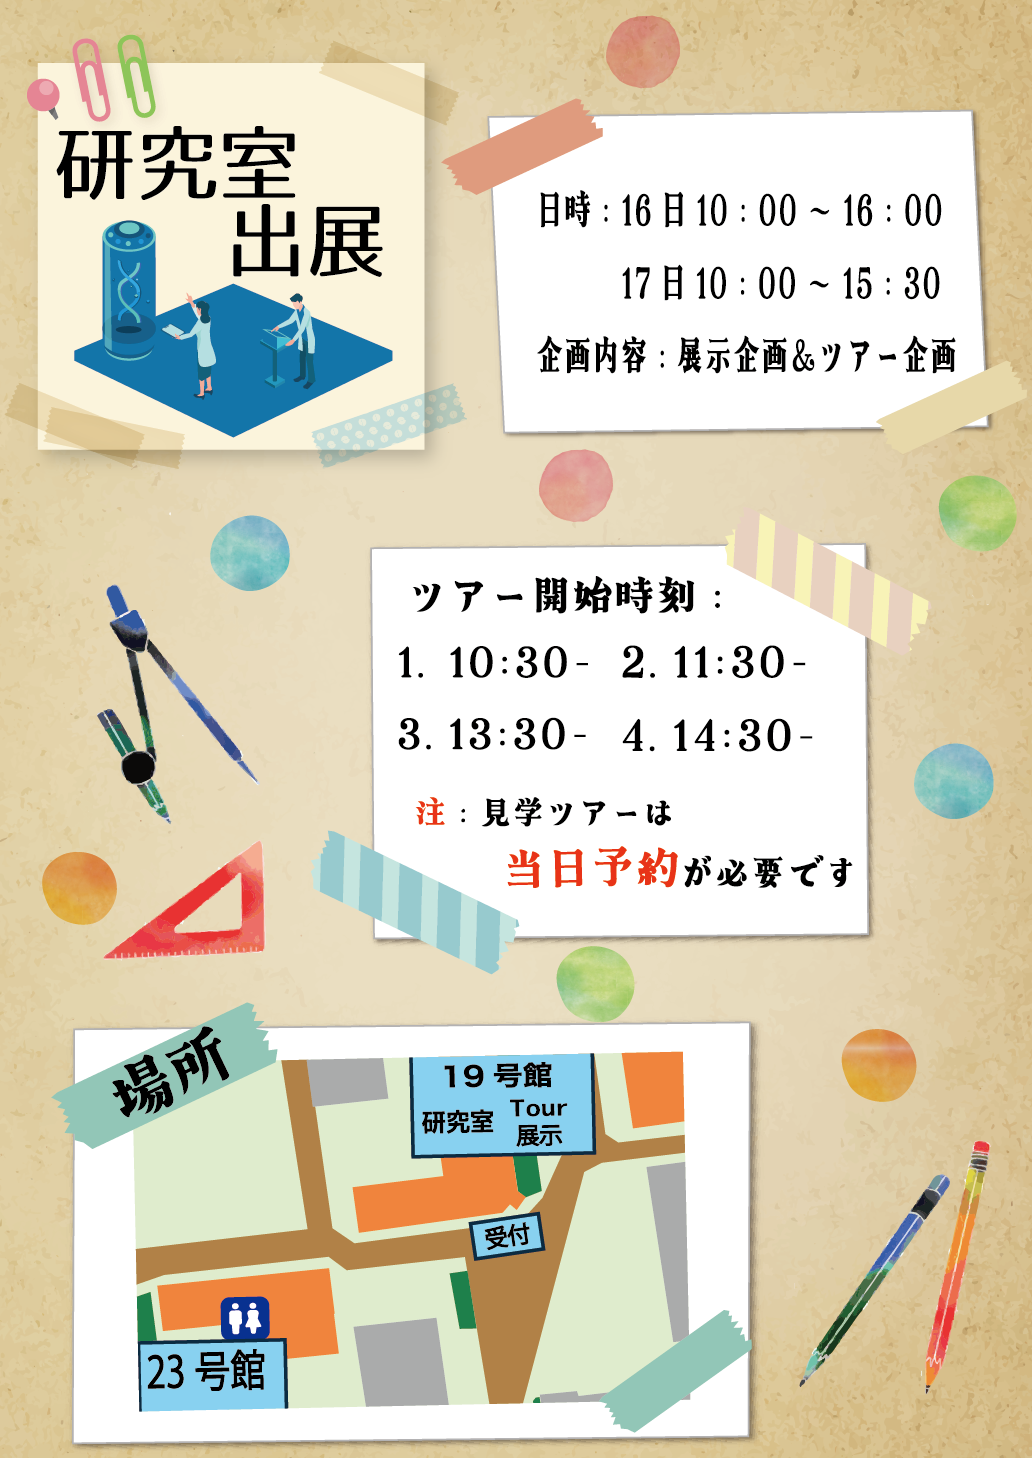 研究室
出展
日時：16日10：00 ～ 16：00
17日10：00 ～ 15：30
企画内容：展示企画＆ツアー企画
ツアー開始時刻：
1. 10:30- 2. 11:30-
3. 13:30- 4. 14:30-
注：見学ツアーは
当日予約が必要です
場所
19号館
研究室 Tour
展示
受付
23号館